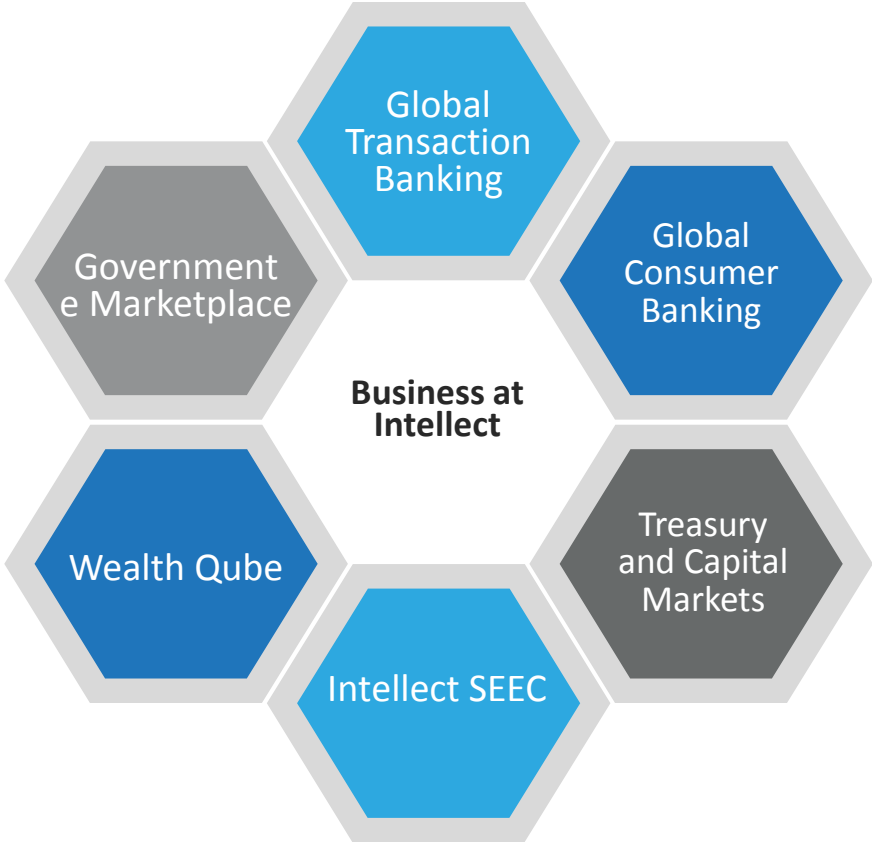 Global
Transaction
Banking
Global
Consumer
Banking
Treasury
and Capital
Markets
Intellect SEEC
Wealth Qube
Government
e Marketplace
Business at
Intellect